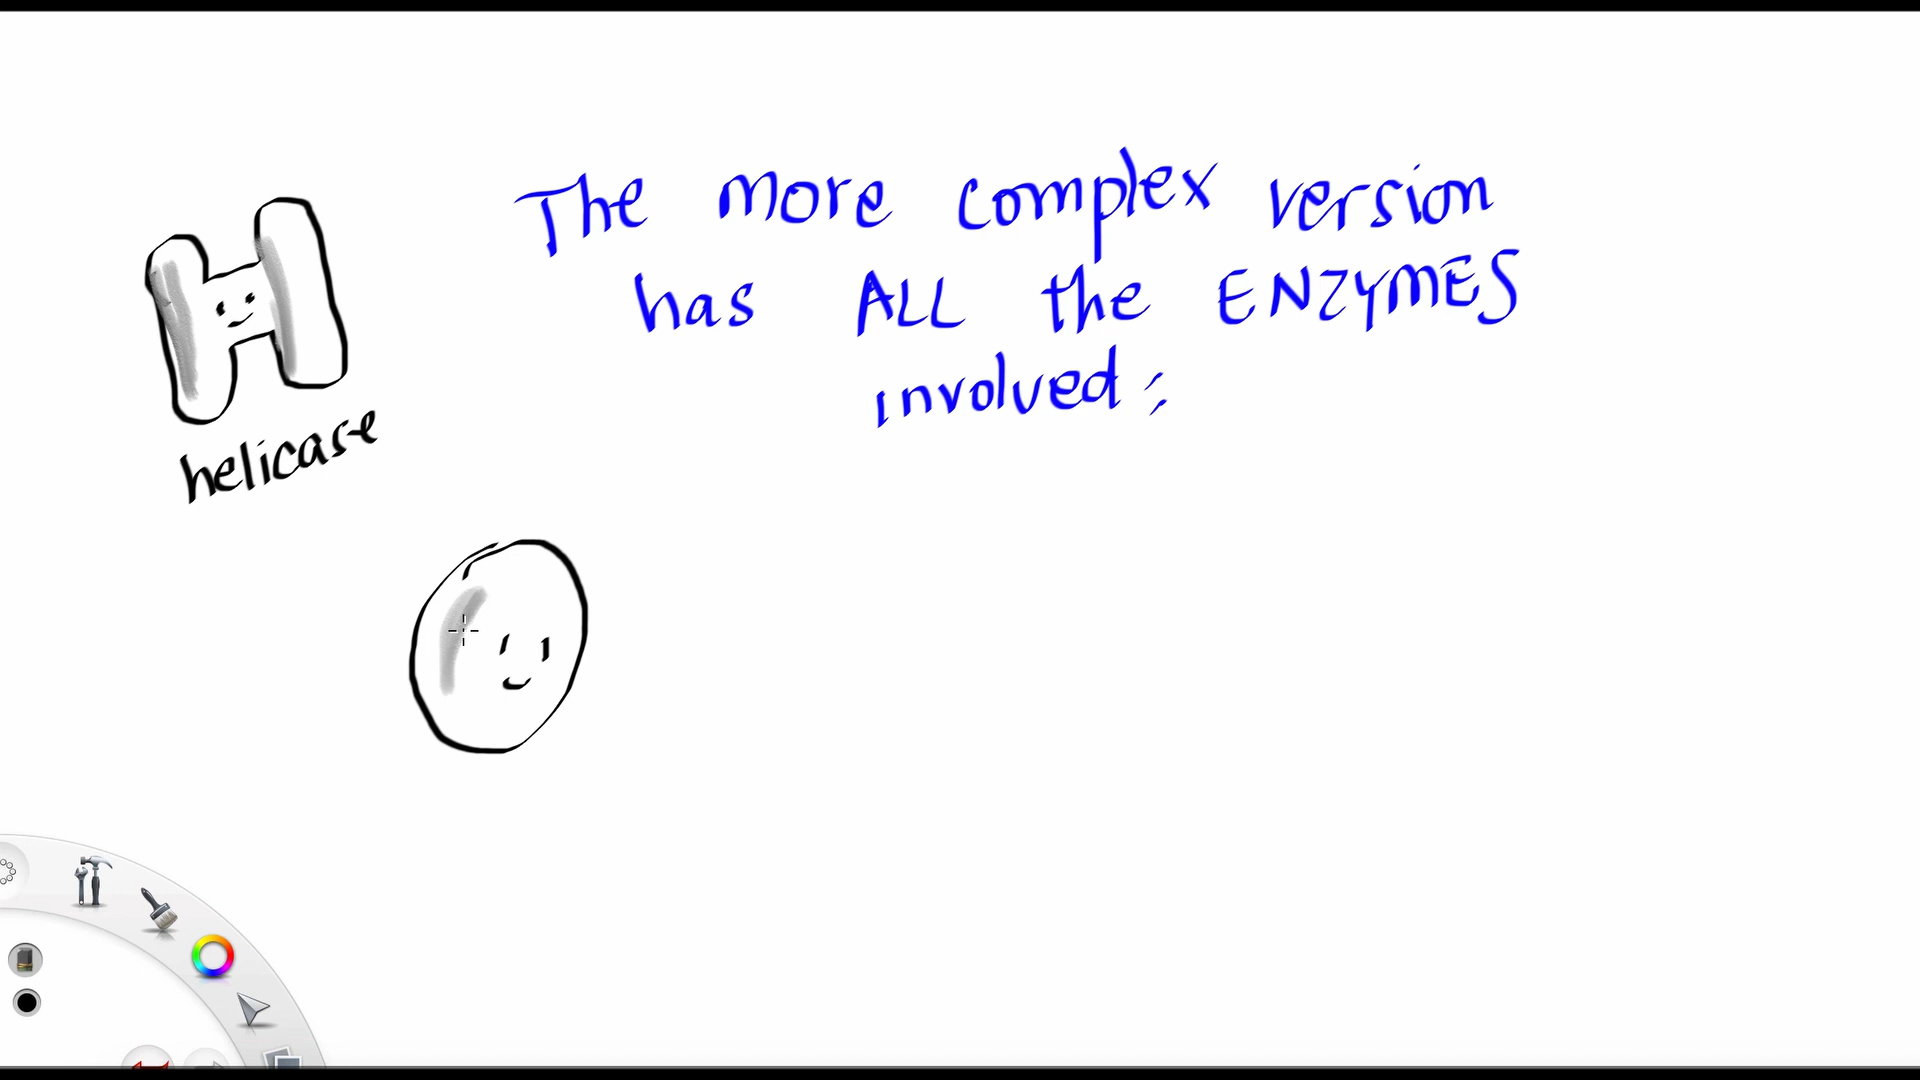 The more complex version
has ALL the ENZYMES
involved:
helicase